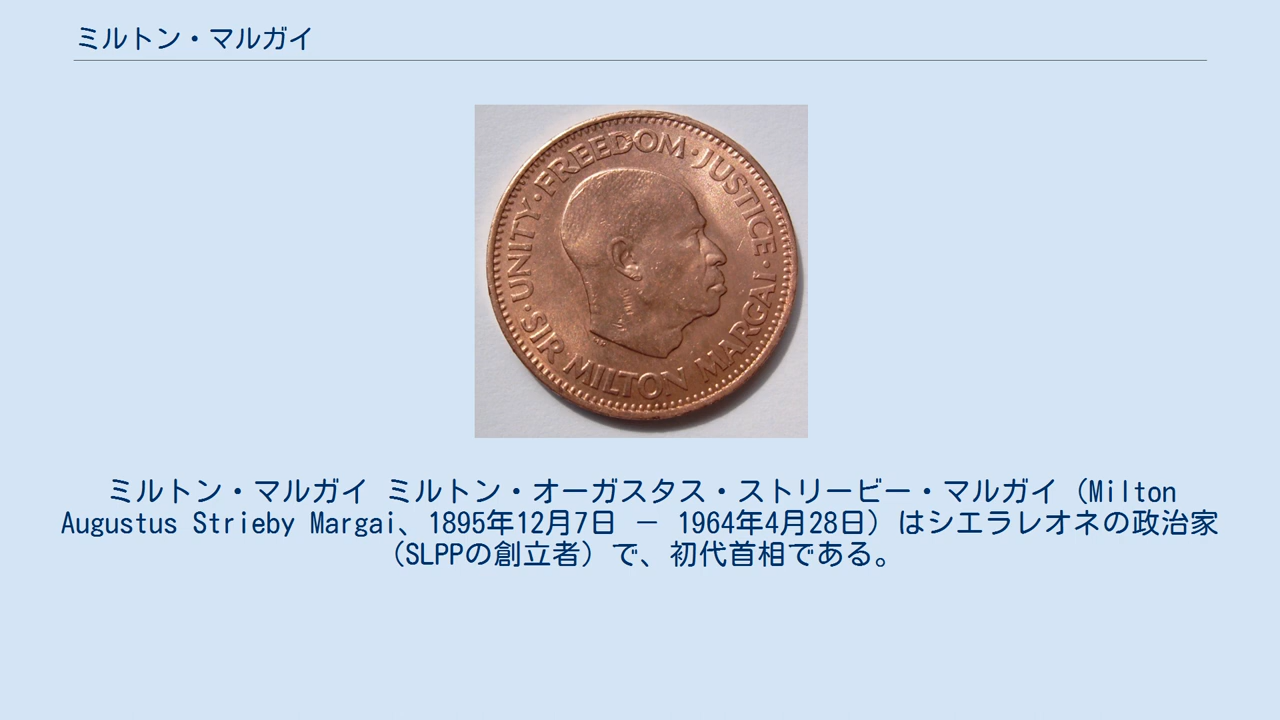 ミルトン・マルガイ
UNITY·FREEDOM·JUSTICE·
·SIR MILTON MARGAI
ミルトン・マルガイ ミルトン・オーガスタス・ストリービー・マルガイ（Milton
Augustus Strieby Margai、1895年12月7日 － 1964年4月28日）はシエラレオネの政治家
（SLPPの創立者）で、初代首相である。